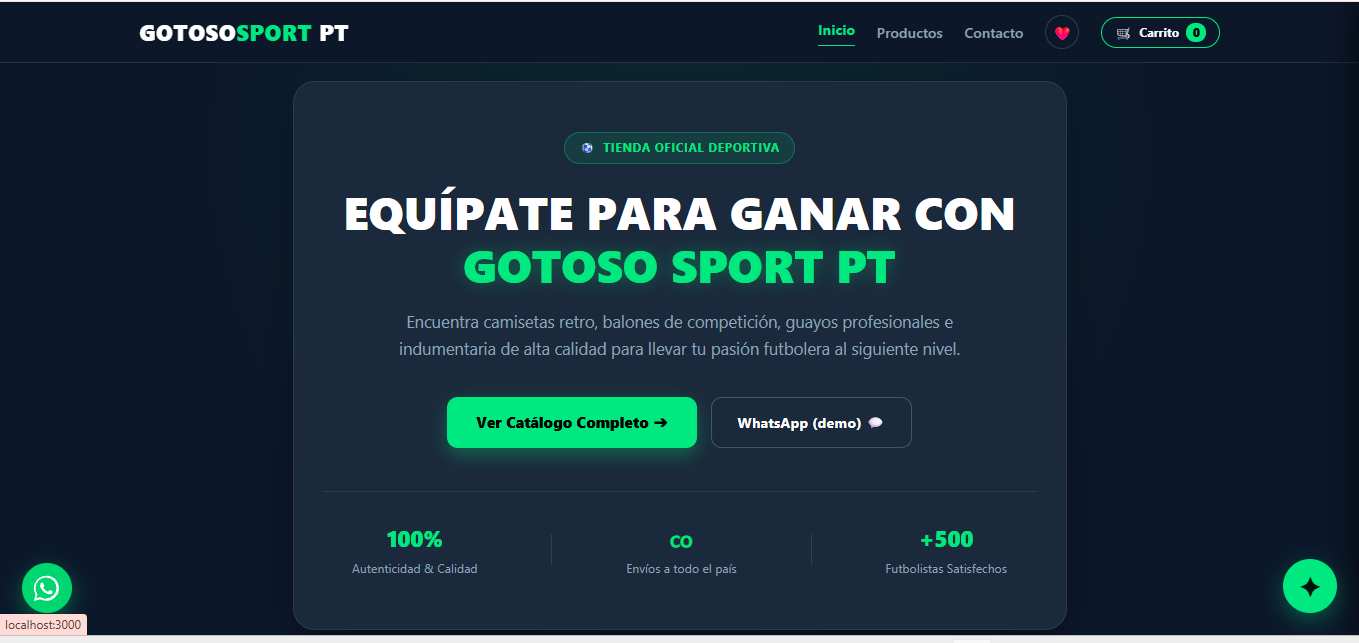 GOTOSOSPORT PT
Inicio
Productos
Contacto
Carrito 0
TIENDA OFICIAL DEPORTIVA
EQUÍPATE PARA GANAR CON
GOTOSO SPORT PT
Encuentra camisetas retro, balones de competición, guayos profesionales e
indumentaria de alta calidad para llevar tu pasión futbolera al siguiente nivel.
Ver Catálogo Completo ➔
WhatsApp (demo)
100%
Autenticidad & Calidad
CO
Envíos a todo el país
+500
Futbolistas Satisfechos
localhost:3000